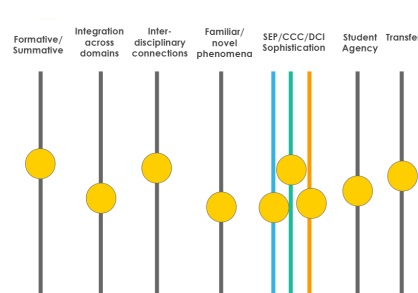 Formative/
Summative
Integration
across
domains
Inter-
disciplinary
connections
Familiar/
novel
phenomena
SEP/CCC/DCI
Sophistication
Student
Agency
Transfe